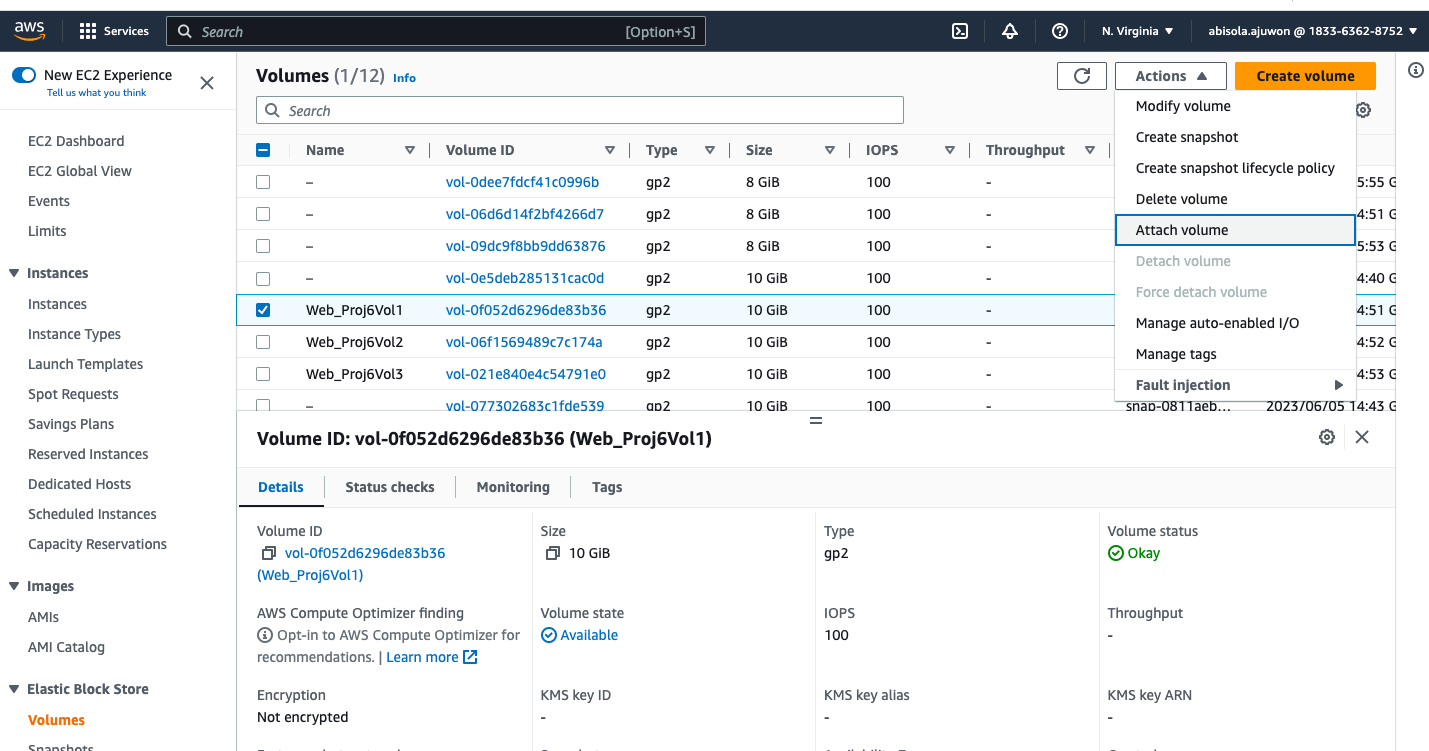 aws
Services
Search
[Option+S]
N. Virginia
abisola.ajuwon @ 1833-6362-8752
New EC2 Experience
Tell us what you think
EC2 Dashboard
EC2 Global View
Events
Limits
Instances
Instances
Instance Types
Launch Templates
Spot Requests
Savings Plans
Reserved Instances
Dedicated Hosts
Scheduled Instances
Capacity Reservations
Images
AMIs
AMI Catalog
Elastic Block Store
Volumes
Snapshots
Volumes (1/12) Info
Actions
Create volume
Search
Modify volume
Create snapshot
Create snapshot lifecycle policy
Delete volume
Attach volume
Detach volume
Force detach volume
Manage auto-enabled I/O
Manage tags
Fault injection
Name Volume ID Type Size IOPS Throughput
– vol-0dee7fdcf41c0996b gp2 8 GiB 100 - 5:55 G
– vol-06d6d14f2bf4266d7 gp2 8 GiB 100 - 4:51 G
– vol-09dc9f8bb9dd63876 gp2 8 GiB 100 - 5:53 G
– vol-0e5deb285131cac0d gp2 10 GiB 100 - 4:40 G
Web_Proj6Vol1 vol-0f052d6296de83b36 gp2 10 GiB 100 - 4:51 G
Web_Proj6Vol2 vol-06f1569489c7c174a gp2 10 GiB 100 - 4:52 G
Web_Proj6Vol3 vol-021e840e4c54791e0 gp2 10 GiB 100 - 4:53 G
– vol-077302683c1fde539 gp2 10 GiB 100 - snap-0811aeb... 2023/06/05 14:43 G
Volume ID: vol-0f052d6296de83b36 (Web_Proj6Vol1)
Details Status checks Monitoring Tags
Volume ID
vol-0f052d6296de83b36
(Web_Proj6Vol1)
Size
10 GiB
Type
gp2
Volume status
Okay
AWS Compute Optimizer finding
Opt-in to AWS Compute Optimizer for
recommendations. | Learn more
Volume state
Available
IOPS
100
Throughput
-
Encryption
Not encrypted
KMS key ID
-
KMS key alias
-
KMS key ARN
-